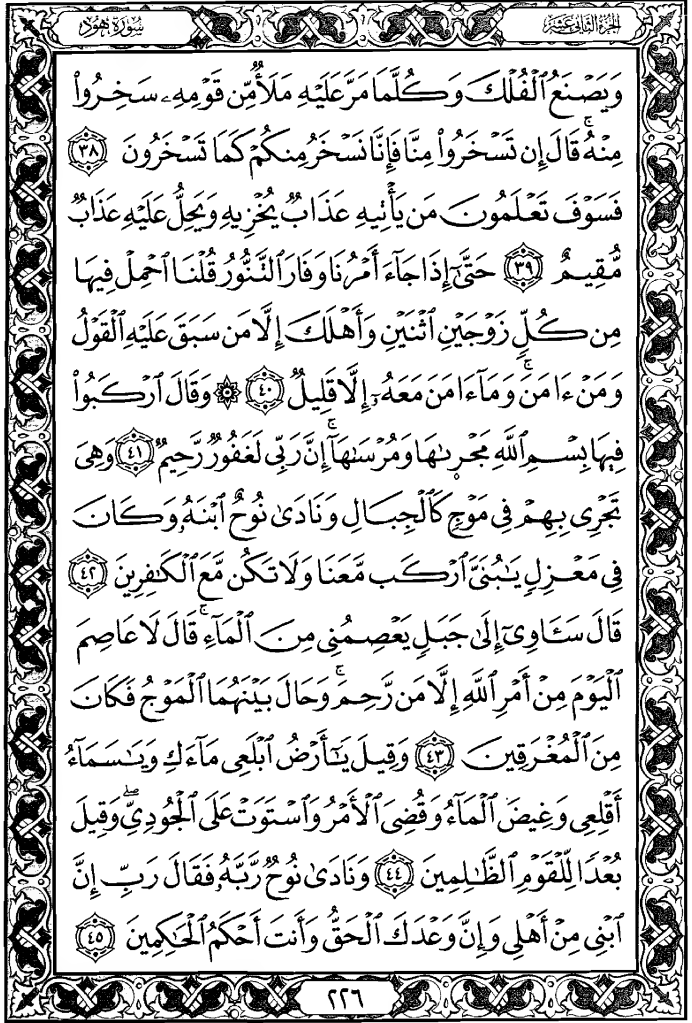 الجزء الثاني عشر
سورة هود
وَيَصْنَعُ ٱلْفُلْكَ وَكُلَّمَا مَرَّ عَلَيْهِ مَلَأٌ مِّن قَوْمِهِۦ سَخِرُوا۟
مِنْهُ ۚ قَالَ إِن تَسْخَرُوا۟ مِنَّا فَإِنَّا نَسْخَرُ مِنكُمْ كَمَا تَسْخَرُونَ ٣٨
فَسَوْفَ تَعْلَمُونَ مَن يَأْتِيهِ عَذَابٌ يُخْزِيهِ وَيَحِلُّ عَلَيْهِ عَذَابٌ
مُّقِيمٌ ٣٩ حَتَّىٰٓ إِذَا جَآءَ أَمْرُنَا وَفَارَ ٱلتَّنُّورُ قُلْنَا ٱحْمِلْ فِيهَا
مِن كُلٍّ زَوْجَيْنِ ٱثْنَيْنِ وَأَهْلَكَ إِلَّا مَن سَبَقَ عَلَيْهِ ٱلْقَوْلُ
وَمَنْ ءَامَنَ ۚ وَمَآ ءَامَنَ مَعَهُۥٓ إِلَّا قَلِيلٌ ٤٠ ۞ وَقَالَ ٱرْكَبُوا۟
فِيهَا بِسْمِ ٱللَّهِ مَجْر۪ىٰهَا وَمُرْسَىٰهَآ ۚ إِنَّ رَبِّى لَغَفُورٌ رَّحِيمٌ ٤١ وَهِىَ
تَجْرِى بِهِمْ فِى مَوْجٍ كَٱلْجِبَالِ وَنَادَىٰ نُوحٌ ٱبْنَهُۥ وَكَانَ
فِى مَعْزِلٍ يَـٰبُنَىَّ ٱرْكَب مَّعَنَا وَلَا تَكُن مَّعَ ٱلْكَـٰفِرِينَ ٤٢
قَالَ سَـَٔاوِىٓ إِلَىٰ جَبَلٍ يَعْصِمُنِى مِنَ ٱلْمَآءِ ۚ قَالَ لَا عَاصِمَ
ٱلْيَوْمَ مِنْ أَمْرِ ٱللَّهِ إِلَّا مَن رَّحِمَ ۚ وَحَالَ بَيْنَهُمَا ٱلْمَوْجُ فَكَانَ
مِنَ ٱلْمُغْرَقِينَ ٤٣ وَقِيلَ يَـٰٓأَرْضُ ٱبْلَعِى مَآءَكِ وَيَـٰسَمَآءُ
أَقْلِعِى وَغِيضَ ٱلْمَآءُ وَقُضِىَ ٱلْأَمْرُ وَٱسْتَوَتْ عَلَى ٱلْجُودِىِّ ۖ وَقِيلَ
بُعْدًا لِّلْقَوْمِ ٱلظَّـٰلِمِينَ ٤٤ وَنَادَىٰ نُوحٌ رَّبَّهُۥ فَقَالَ رَبِّ إِنَّ
ٱبْنِى مِنْ أَهْلِى وَإِنَّ وَعْدَكَ ٱلْحَقُّ وَأَنتَ أَحْكَمُ ٱلْحَـٰكِمِينَ ٤٥
٢٢٦